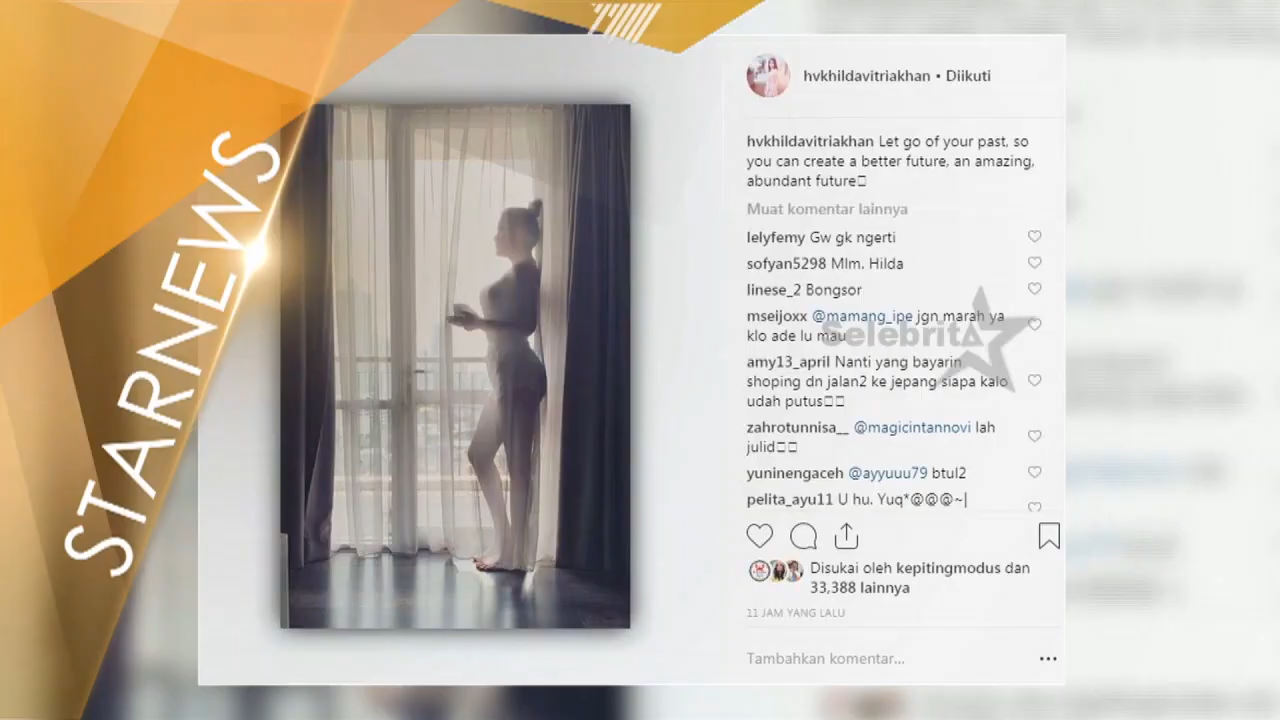 STARNEWS
hvkhildavitriakhan • Diikuti
hvkhildavitriakhan Let go of your past, so
you can create a better future, an amazing,
abundant future
Muat komentar lainnya
lelyfemy Gw gk ngerti
sofyan5298 Mlm. Hilda
linese_2 Bongsor
mseijoxx @mamang_ipe jgn marah ya
klo ade lu mau
Selebrita
amy13_april Nanti yang bayarin
shoping dn jalan2 ke jepang siapa kalo
udah putus
zahrotunnisa__ @magicintannovi lah
julid
yuninengaceh @ayyuuu79 btul2
pelita_ayu11 U hu. Yuq*@@@~|
Disukai oleh kepitingmodus dan
33,388 lainnya
11 JAM YANG LALU
Tambahkan komentar...